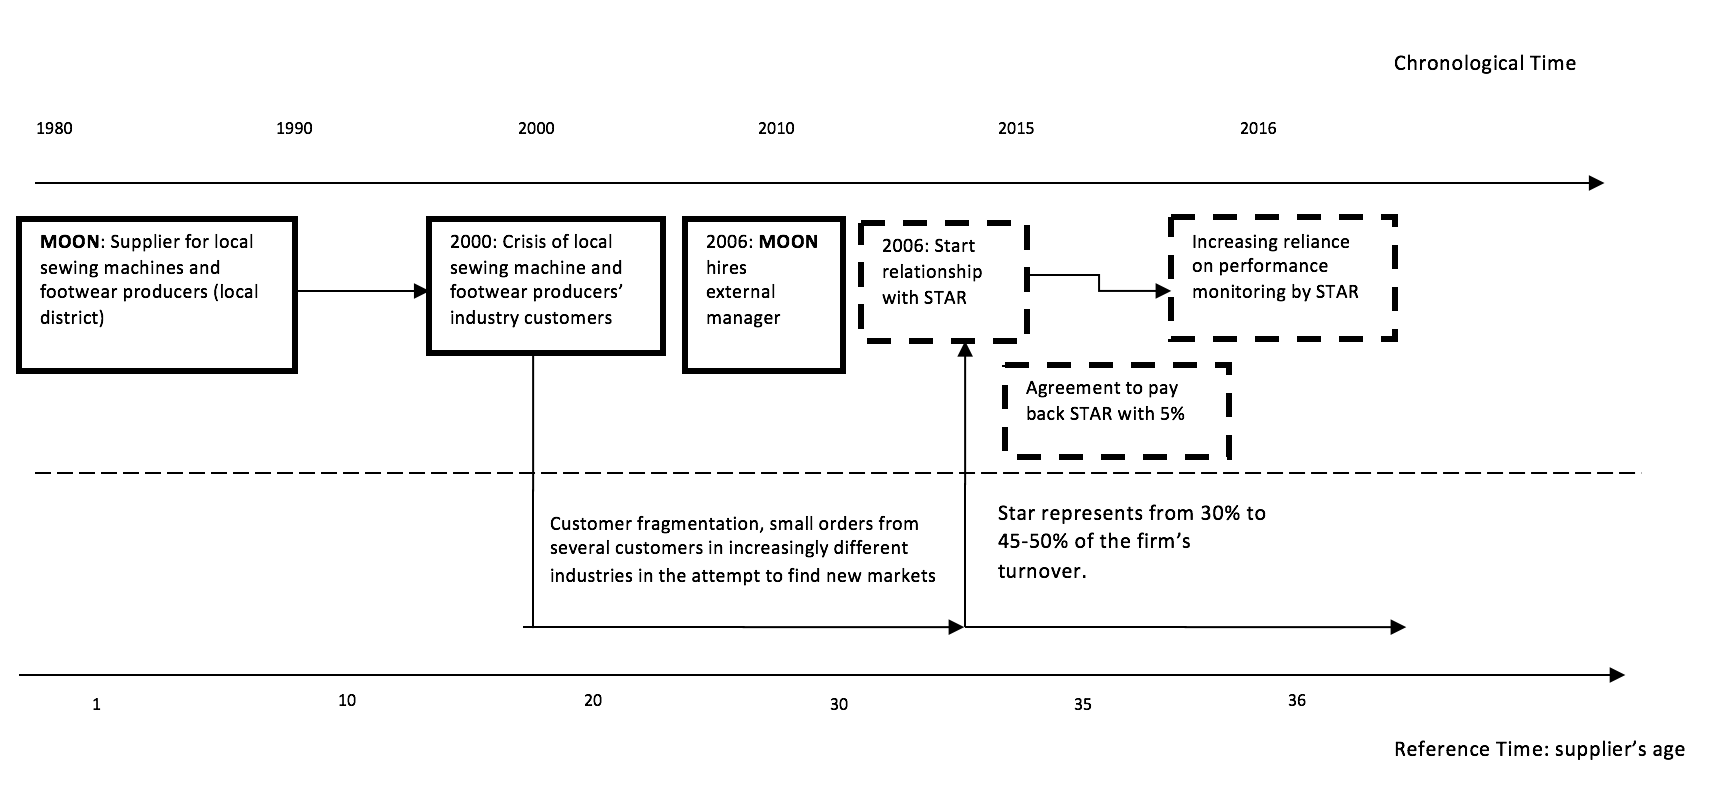 Chronological Time
1980 1990 2000 2010 2015 2016
MOON: Supplier for local
sewing machines and
footwear producers (local
district)
2000: Crisis of local
sewing machine and
footwear producers’
industry customers
2006: MOON
hires
external
manager
2006: Start
relationship
with STAR
Increasing reliance
on performance
monitoring by STAR
Agreement to pay
back STAR with 5%
Customer fragmentation, small orders from
several customers in increasingly different
industries in the attempt to find new markets
Star represents from 30% to
45-50% of the firm’s
turnover.
1 10 20 30 35 36
Reference Time: supplier’s age